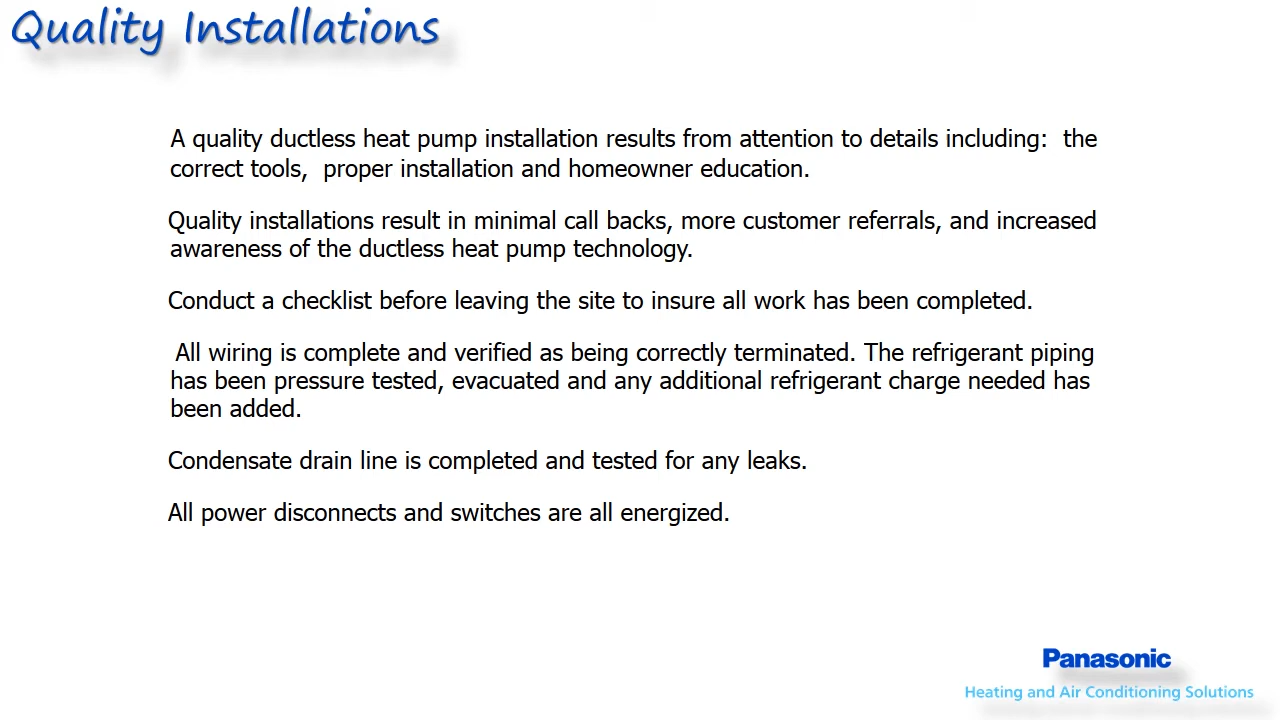 Quality Installations
A quality ductless heat pump installation results from attention to details including:  the
correct tools,  proper installation and homeowner education.
Quality installations result in minimal call backs, more customer referrals, and increased
awareness of the ductless heat pump technology.
Conduct a checklist before leaving the site to insure all work has been completed.
All wiring is complete and verified as being correctly terminated. The refrigerant piping
has been pressure tested, evacuated and any additional refrigerant charge needed has
been added.
Condensate drain line is completed and tested for any leaks.
All power disconnects and switches are all energized.
Panasonic
Heating and Air Conditioning Solutions